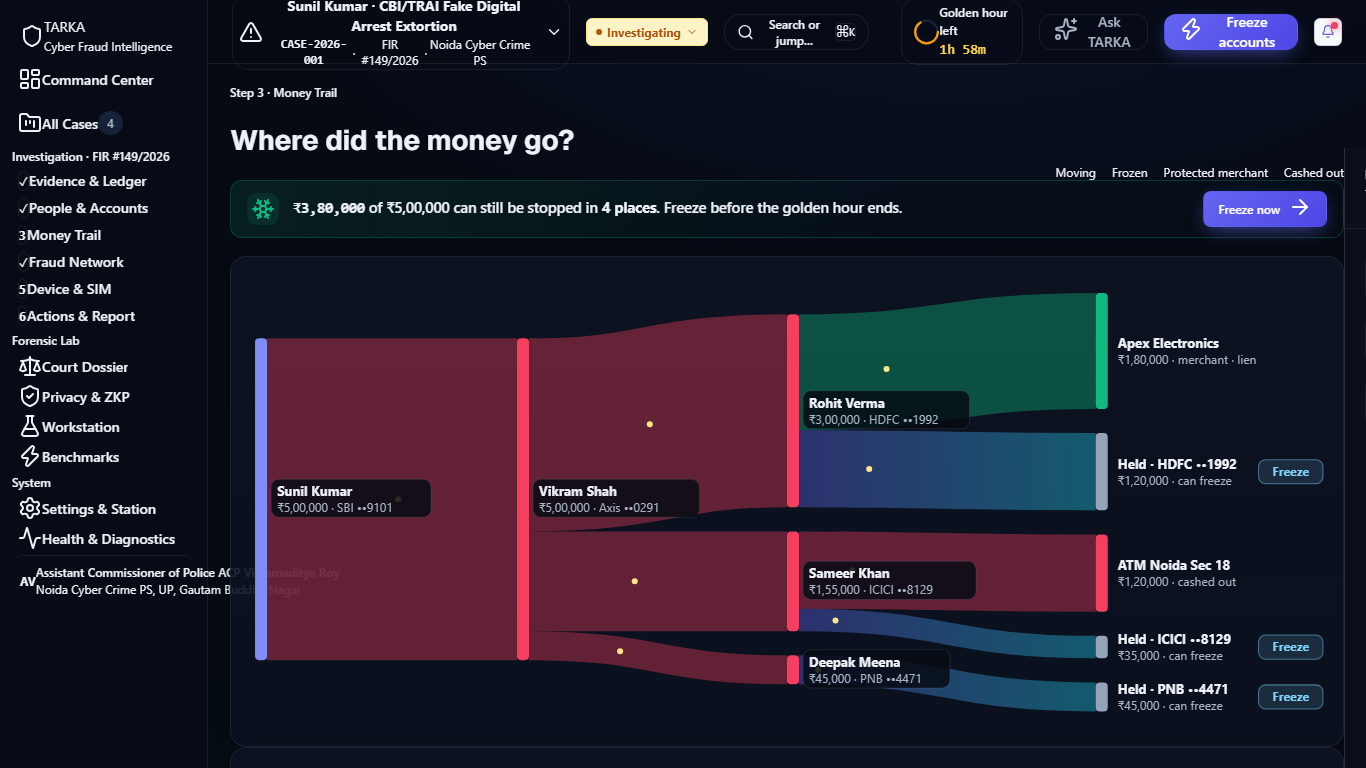 TARKA
Cyber Fraud Intelligence
Command Center
All Cases 4
Investigation · FIR #149/2026
✓Evidence & Ledger
✓People & Accounts
3Money Trail
✓Fraud Network
5Device & SIM
6Actions & Report
Forensic Lab
Court Dossier
Privacy & ZKP
Workstation
Benchmarks
System
Settings & Station
Health & Diagnostics
AV
Assistant Commissioner of Police ACP Vikramaditya Roy
Noida Cyber Crime PS, UP, Gautam Buddh Nagar
Sunil Kumar · CBI/TRAI Fake Digital
Arrest Extortion
CASE-2026-001 · FIR #149/2026 · Noida Cyber Crime PS
Investigating
Search or jump... ⌘K
Golden hour left
1h 58m
Ask TARKA
Freeze accounts
Step 3 · Money Trail
Where did the money go?
Moving Frozen Protected merchant Cashed out
₹3,80,000 of ₹5,00,000 can still be stopped in 4 places. Freeze before the golden hour ends.
Freeze now
Sunil Kumar
₹5,00,000 · SBI ••9101
Vikram Shah
₹5,00,000 · Axis ••0291
Rohit Verma
₹3,00,000 · HDFC ••1992
Sameer Khan
₹1,55,000 · ICICI ••8129
Deepak Meena
₹45,000 · PNB ••4471
Apex Electronics
₹1,80,000 · merchant · lien
Held · HDFC ••1992
₹1,20,000 · can freeze
Freeze
ATM Noida Sec 18
₹1,20,000 · cashed out
Held · ICICI ••8129
₹35,000 · can freeze
Freeze
Held · PNB ••4471
₹45,000 · can freeze
Freeze